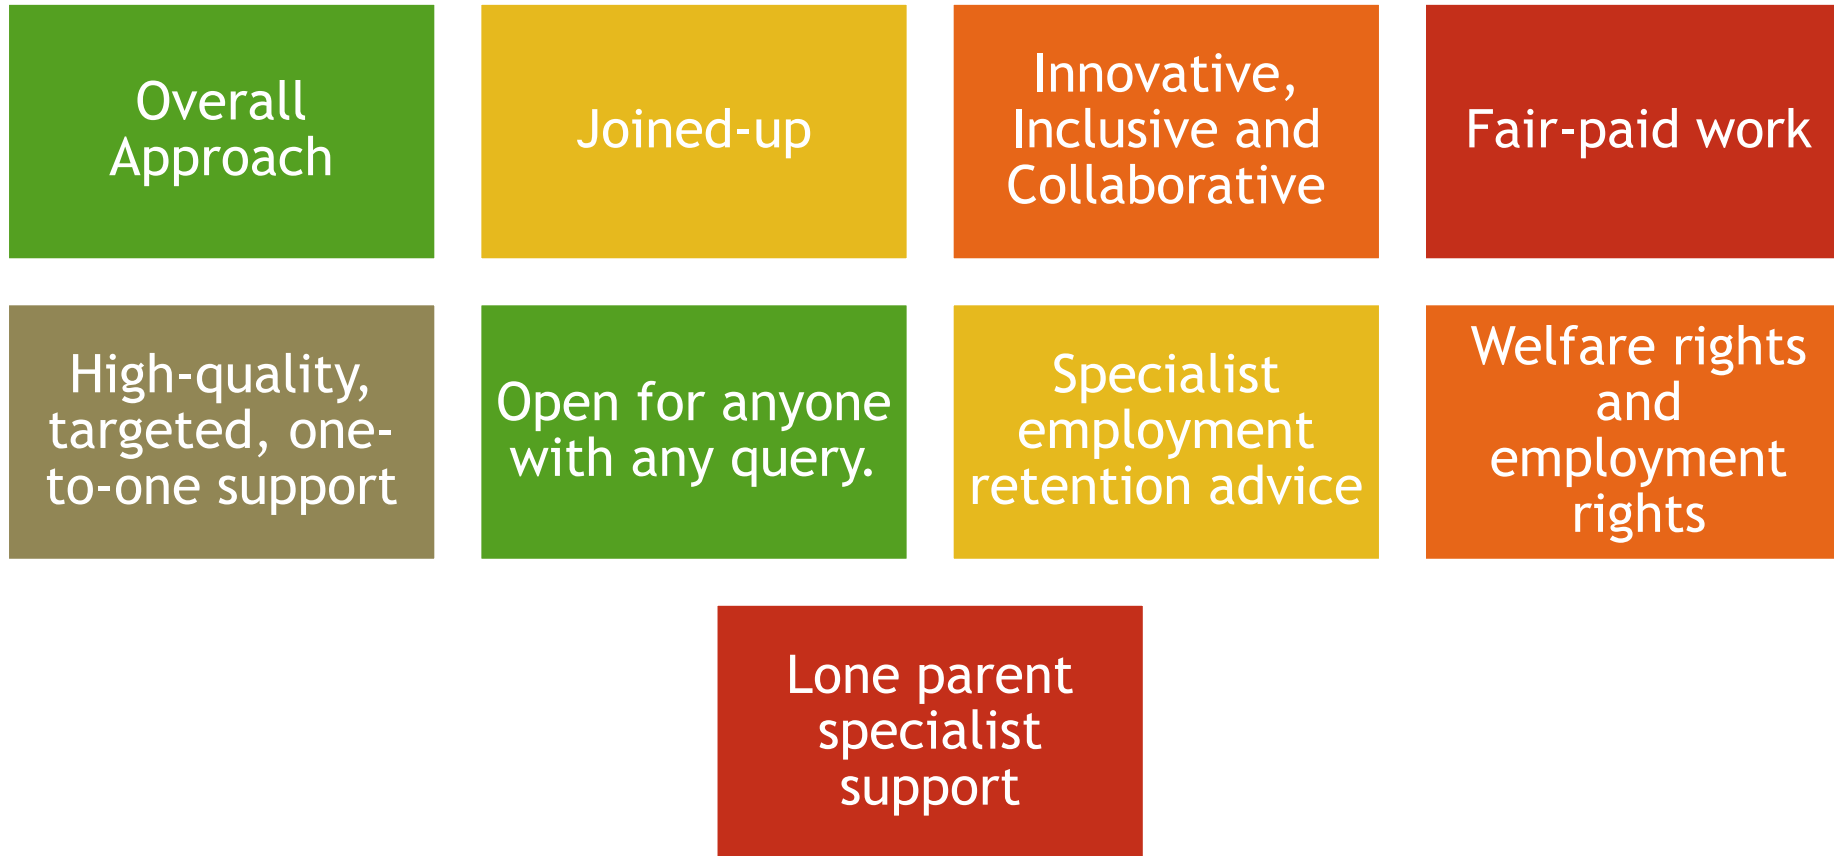 Overall
Approach
Joined-up
Innovative,
Inclusive and
Collaborative
Fair-paid work
High-quality,
targeted, one-
to-one support
Open for anyone
with any query.
Specialist
employment
retention advice
Welfare rights
and
employment
rights
Lone parent
specialist
support